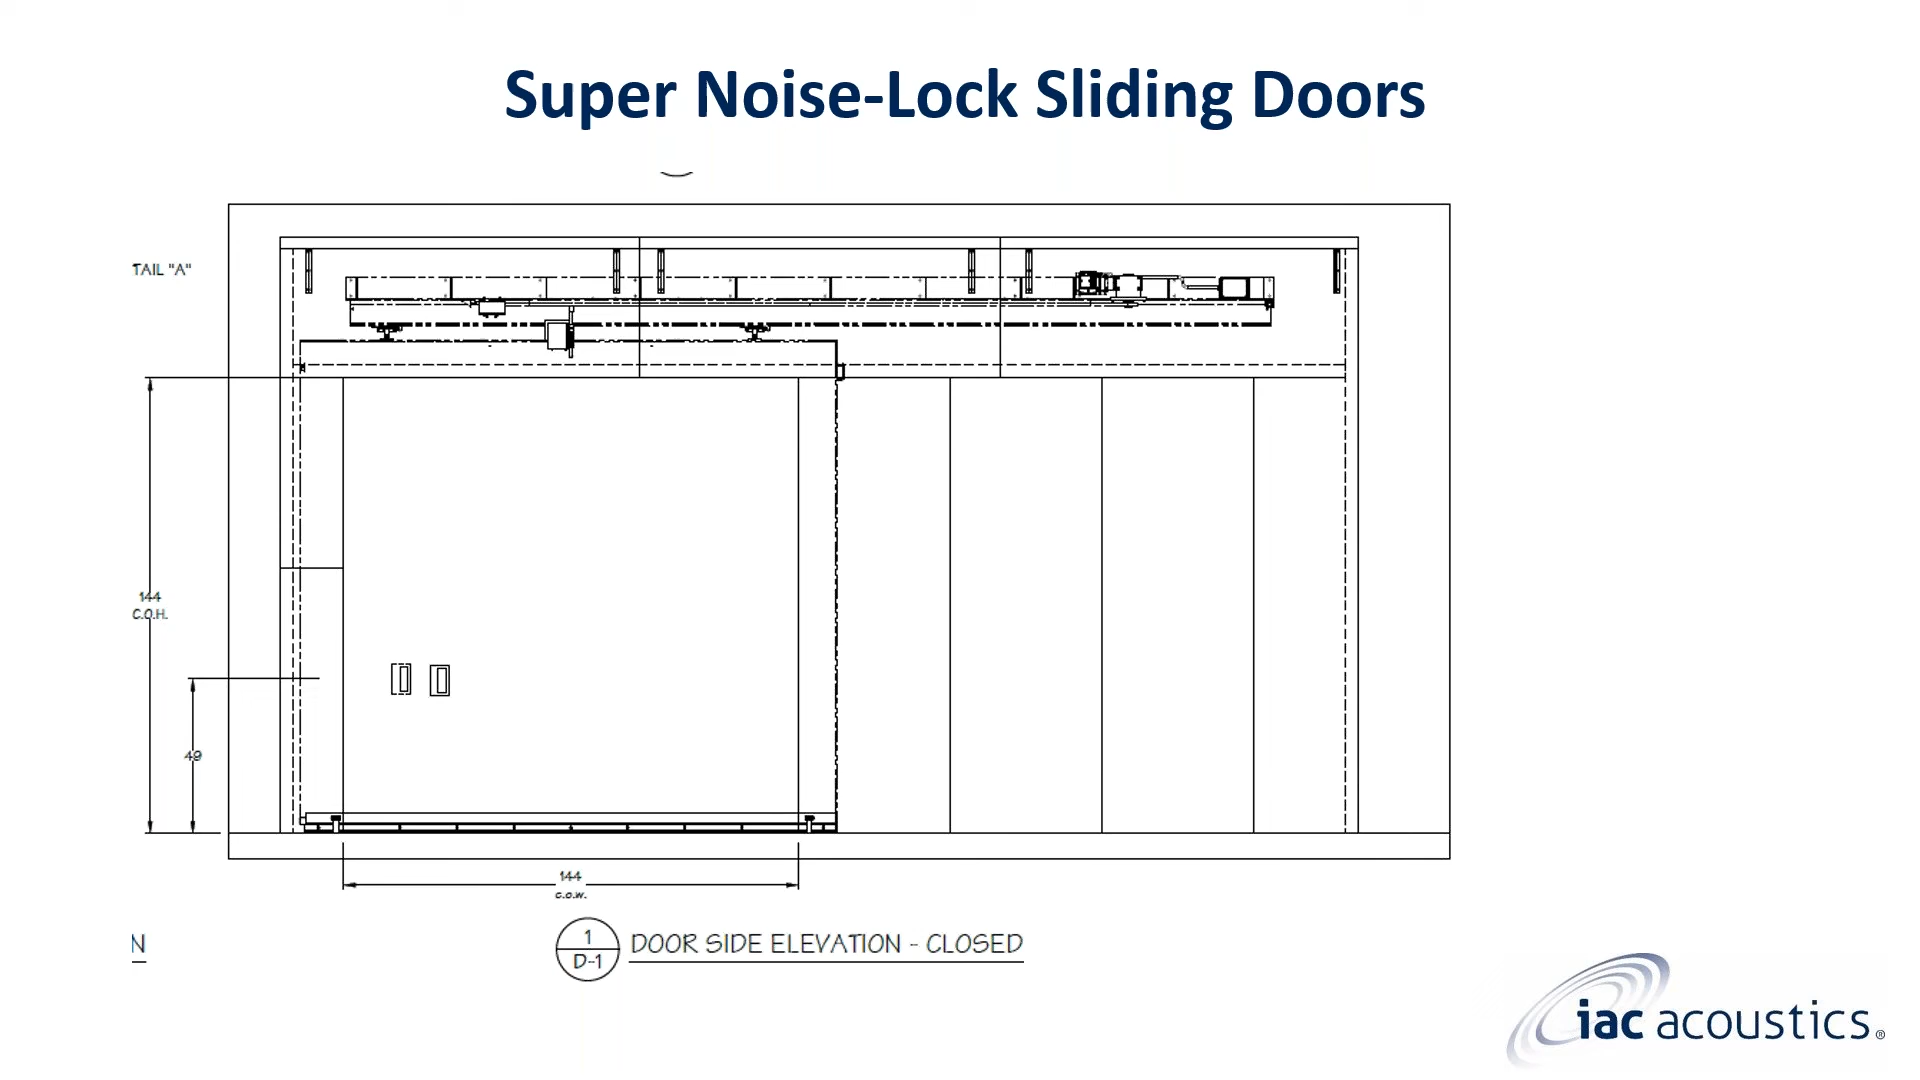 Super Noise-Lock Sliding Doors
TAIL "A"
144
C.O.H.
49
144
C.O.W.
1
D-1
DOOR SIDE ELEVATION - CLOSED
N
iac acoustics®